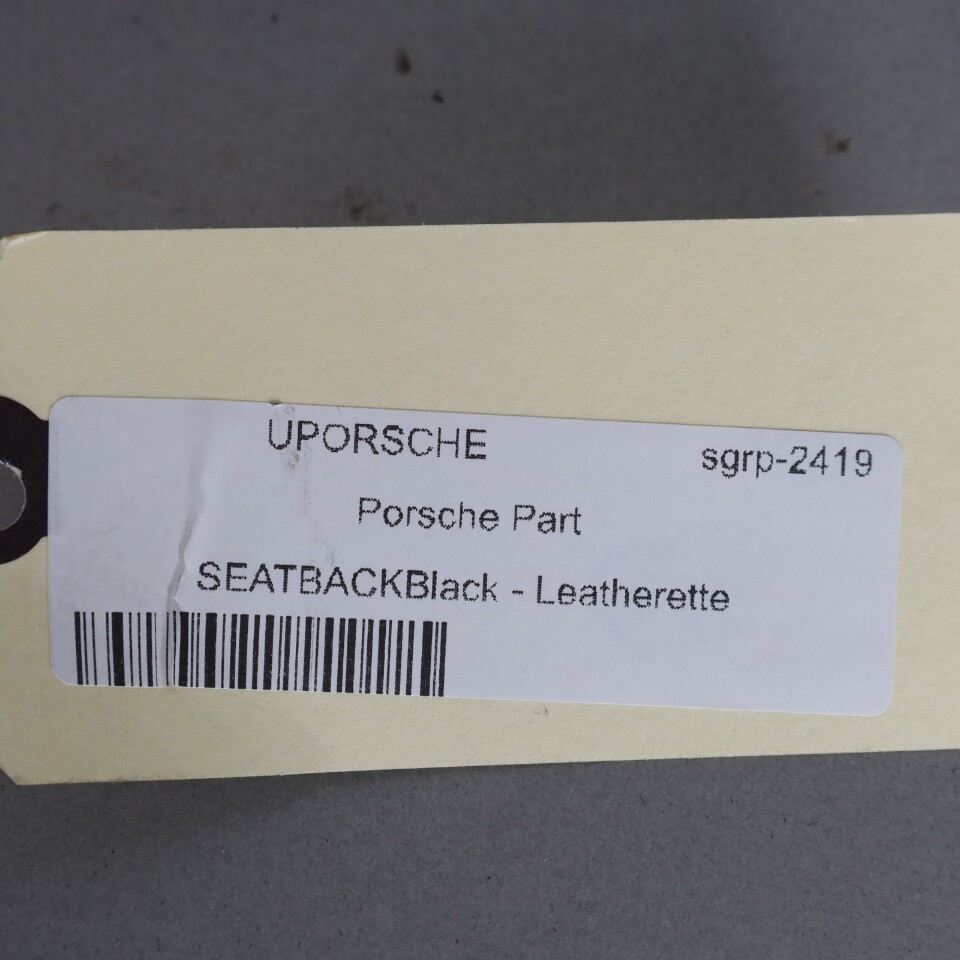 UPORSCHE sgrp-2419
Porsche Part
SEATBACKBlack - Leatherette